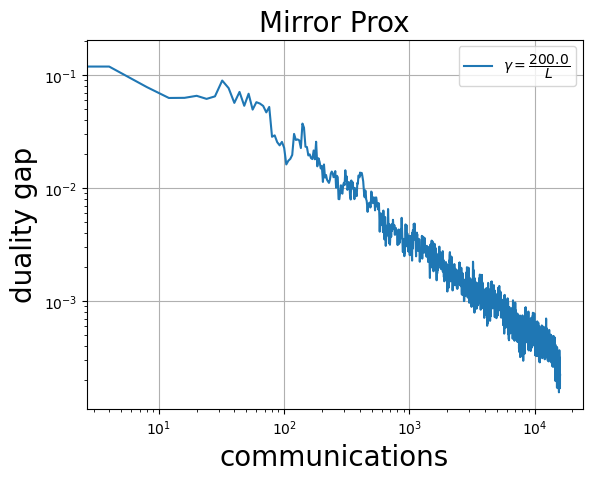 Mirror Prox
γ = 200.0/L
duality gap
10⁻¹
10⁻²
10⁻³
10¹ 10² 10³ 10⁴
communications